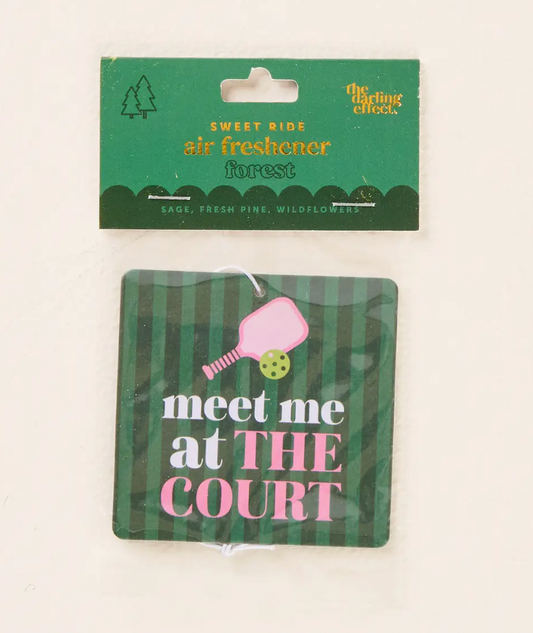 the
darling
effect.
SWEET RIDE
air freshener
forest
SAGE, FRESH PINE, WILDFLOWERS
meet me
at THE
COURT